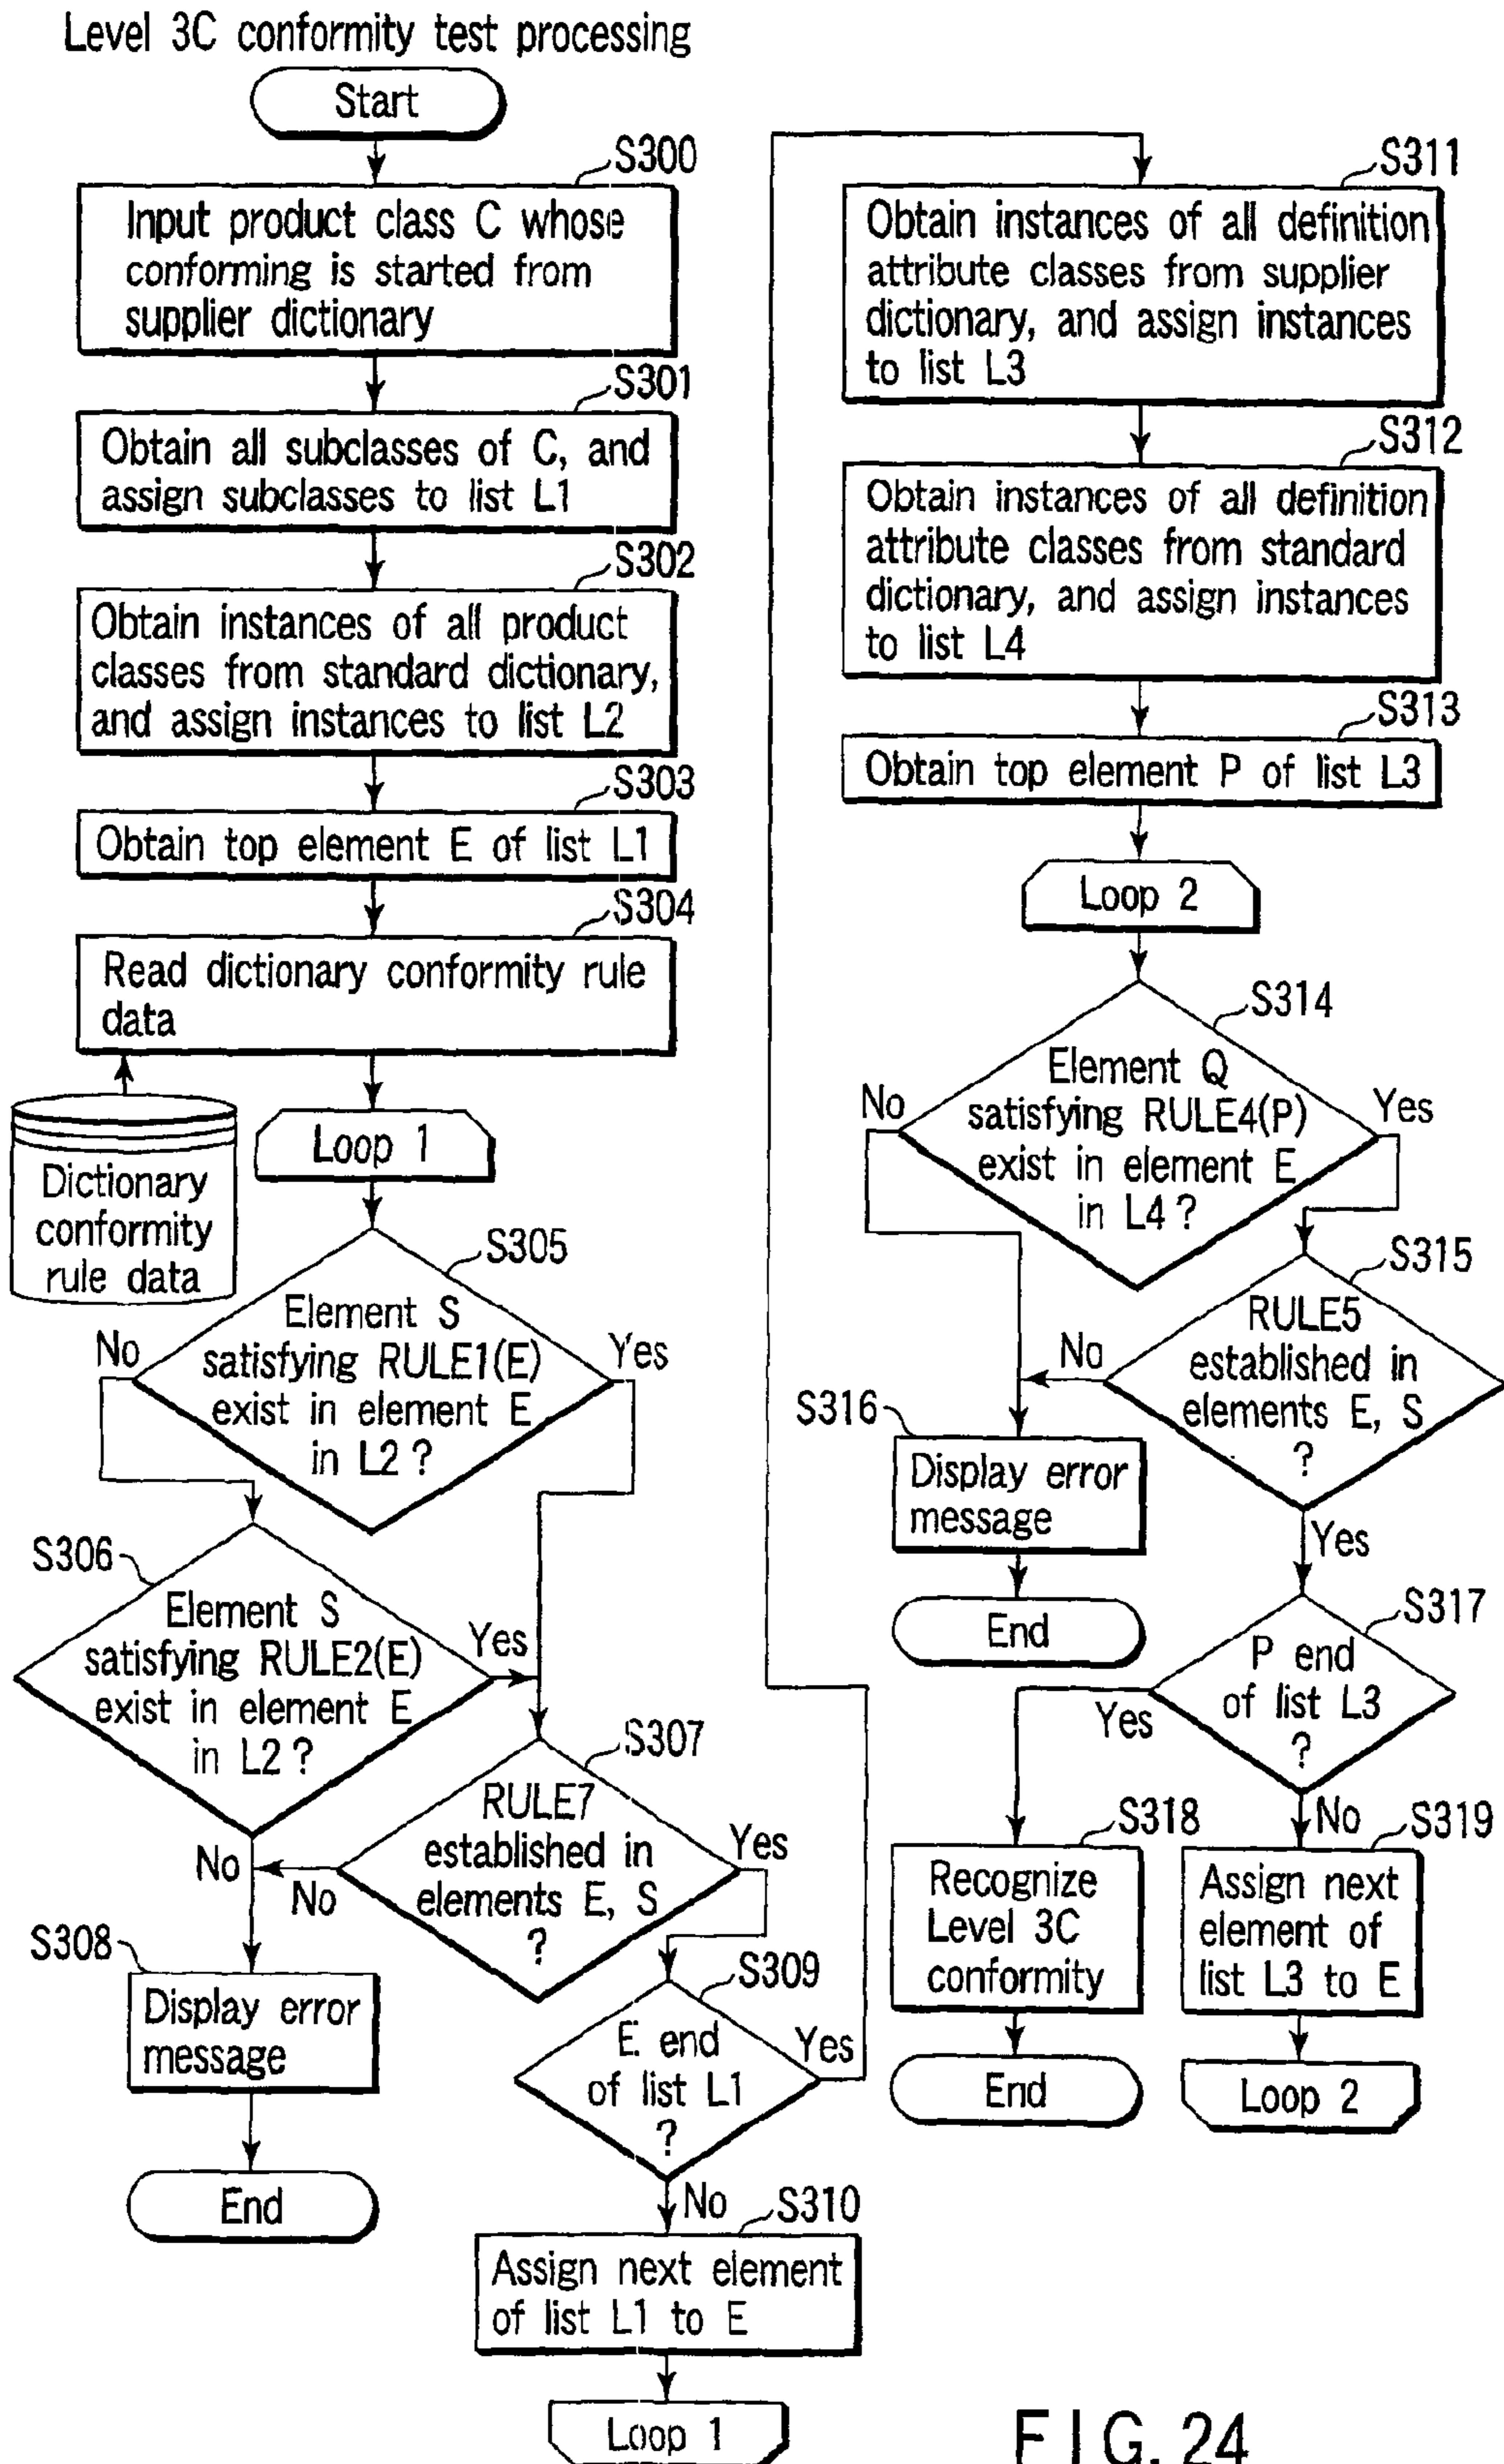 Level 3C conformity test processing
Start
S300
Input product class C whose
conforming is started from
supplier dictionary
S301
Obtain all subclasses of C, and
assign subclasses to list L1
S302
Obtain instances of all product
classes from standard dictionary,
and assign instances to list L2
S303
Obtain top element E of list L1
S304
Read dictionary conformity rule
data
Dictionary
conformity
rule data
Loop 1
S305
Element S
satisfying RULE1(E)
exist in element E
in L2 ?
No
Yes
S306
Element S
satisfying RULE2(E)
exist in element E
in L2 ?
Yes
No
S307
RULE7
established in
elements E, S
?
Yes
No
S308
Display error
message
End
S309
E end
of list L1
?
Yes
No
S310
Assign next element
of list L1 to E
Loop 1
S311
Obtain instances of all definition
attribute classes from supplier
dictionary, and assign instances
to list L3
S312
Obtain instances of all definition
attribute classes from standard
dictionary, and assign instances
to list L4
S313
Obtain top element P of list L3
Loop 2
S314
Element Q
satisfying RULE4(P)
exist in element E
in L4 ?
No
Yes
S315
RULE5
established in
elements E, S
?
No
Yes
S316
Display error
message
End
S317
P end
of list L3
?
Yes
No
S318
Recognize
Level 3C
conformity
End
S319
Assign next
element of
list L3 to E
Loop 2
FIG. 24